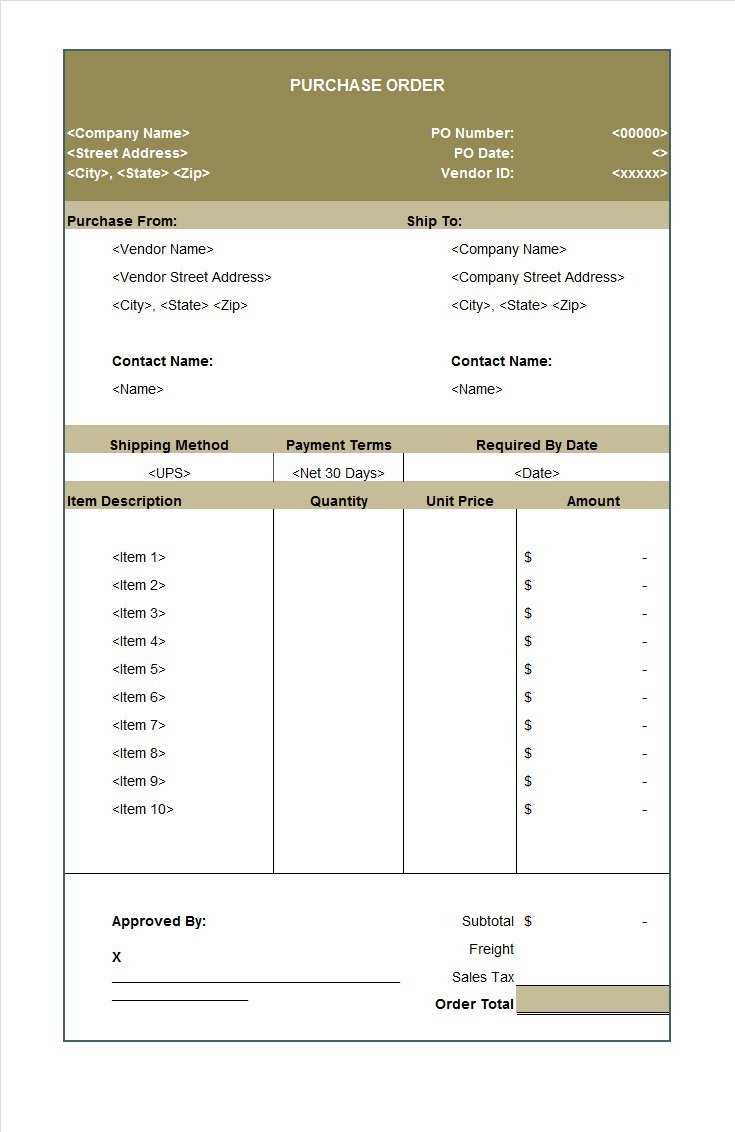 PURCHASE ORDER
<Company Name> PO Number: <00000>
<Street Address> PO Date: <>
<City>, <State> <Zip> Vendor ID: <xxxxx>
Purchase From: Ship To:
<Vendor Name> <Company Name>
<Vendor Street Address> <Company Street Address>
<City>, <State> <Zip> <City>, <State> <Zip>
Contact Name: Contact Name:
<Name> <Name>
Shipping Method Payment Terms Required By Date
<UPS> <Net 30 Days> <Date>
Item Description Quantity Unit Price Amount
<Item 1> $ -
<Item 2> $ -
<Item 3> $ -
<Item 4> $ -
<Item 5> $ -
<Item 6> $ -
<Item 7> $ -
<Item 8> $ -
<Item 9> $ -
<Item 10> $ -
Approved By: Subtotal $ -
Freight
X
Sales Tax
Order Total